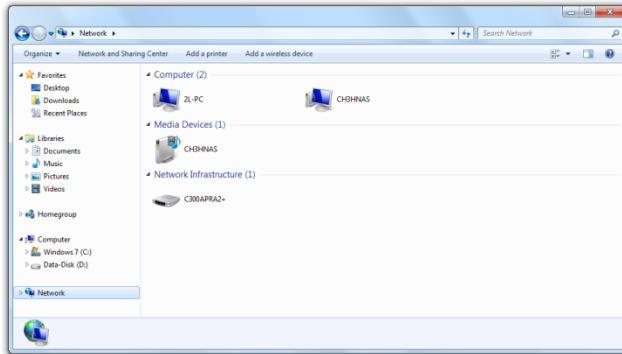 Network
Search Network
Organize
Network and Sharing Center
Add a printer
Add a wireless device
Favorites
Desktop
Downloads
Recent Places
Libraries
Documents
Music
Pictures
Videos
Homegroup
Computer
Windows 7 (C:)
Data-Disk (D:)
Network
Computer (2)
2L-PC
CH3HNAS
Media Devices (1)
CH3HNAS
Network Infrastructure (1)
C300APRA2+